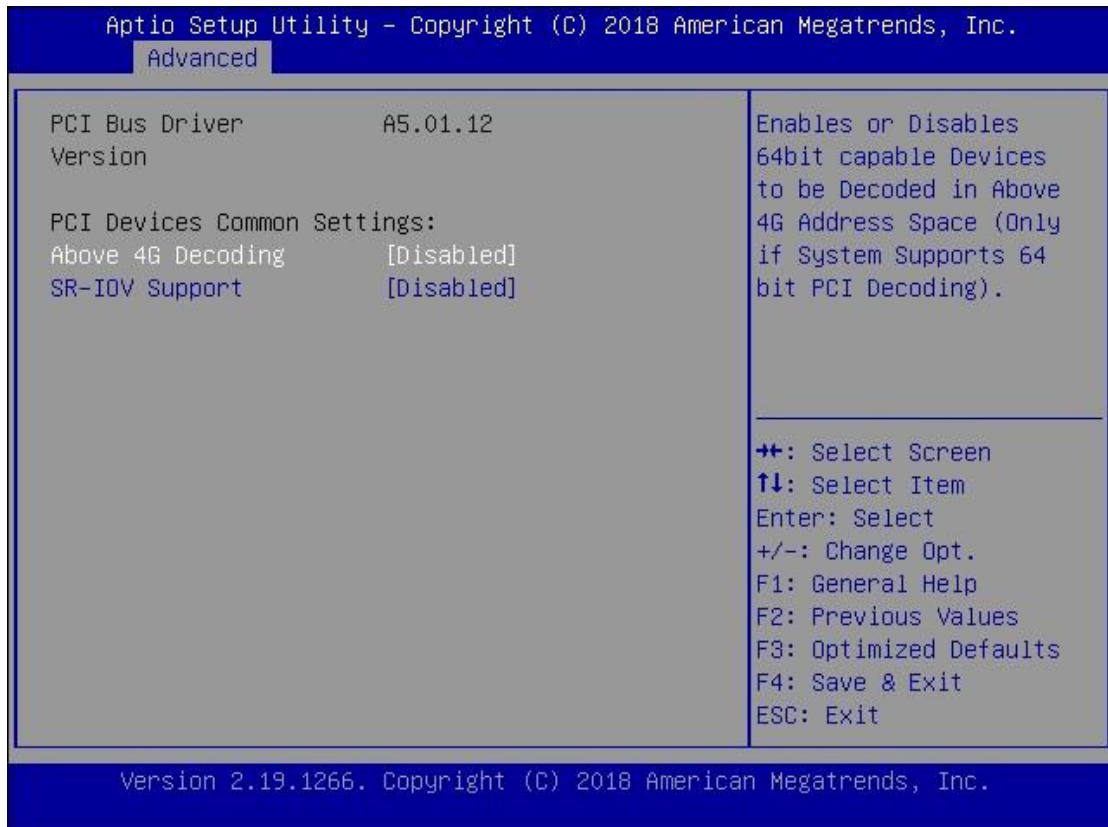 Aptio Setup Utility – Copyright (C) 2018 American Megatrends, Inc.
Advanced
PCI Bus Driver A5.01.12
Version
PCI Devices Common Settings:
Above 4G Decoding [Disabled]
SR-IOV Support [Disabled]
Enables or Disables
64bit capable Devices
to be Decoded in Above
4G Address Space (Only
if System Supports 64
bit PCI Decoding).
→←: Select Screen
↑↓: Select Item
Enter: Select
+/-: Change Opt.
F1: General Help
F2: Previous Values
F3: Optimized Defaults
F4: Save & Exit
ESC: Exit
Version 2.19.1266. Copyright (C) 2018 American Megatrends, Inc.